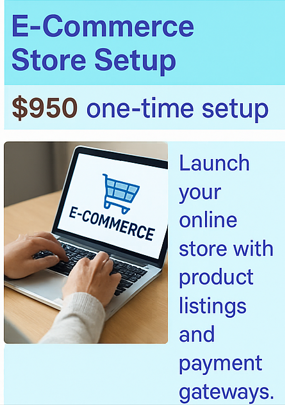 E-Commerce
Store Setup
$950 one-time setup
E-COMMERCE
Launch
your
online
store with
product
listings
and
payment
gateways.